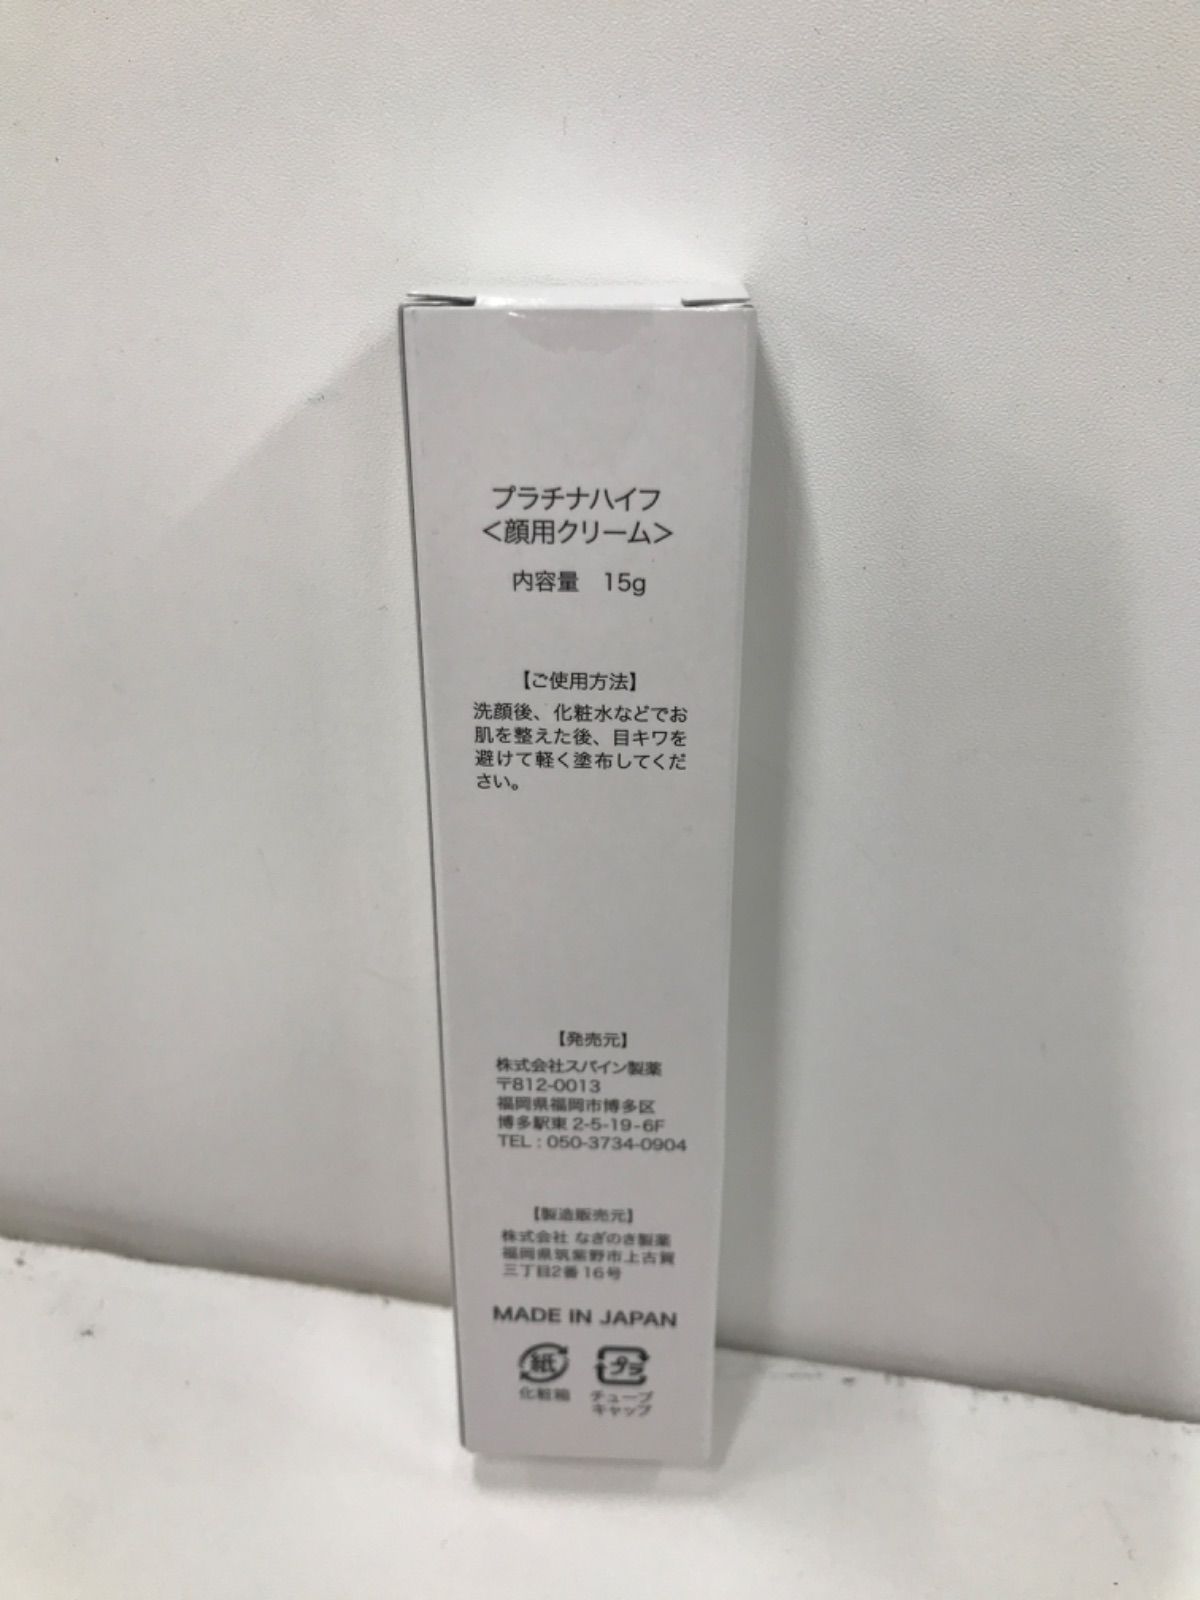 プラチナハイフ
＜顔用クリーム＞
内容量　15g
【ご使用方法】
洗顔後、化粧水などでお
肌を整えた後、目キワを
避けて軽く塗布してくだ
さい。
【発売元】
株式会社スパイン製薬
〒812-0013
福岡県福岡市博多区
博多駅東 2-5-19-6F
TEL : 050-3734-0904
【製造販売元】
株式会社 なぎのき製薬
福岡県筑紫野市上古賀
三丁目2番 16号
MADE IN JAPAN
紙 プラ
化粧箱 チューブ
キャップ